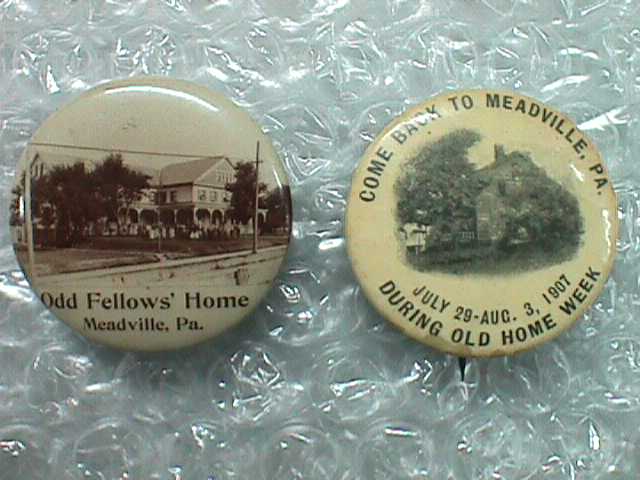 Odd Fellows' Home
Meadville, Pa.
COME BACK TO MEADVILLE, PA.
JULY 29-AUG. 3, 1907
DURING OLD HOME WEEK